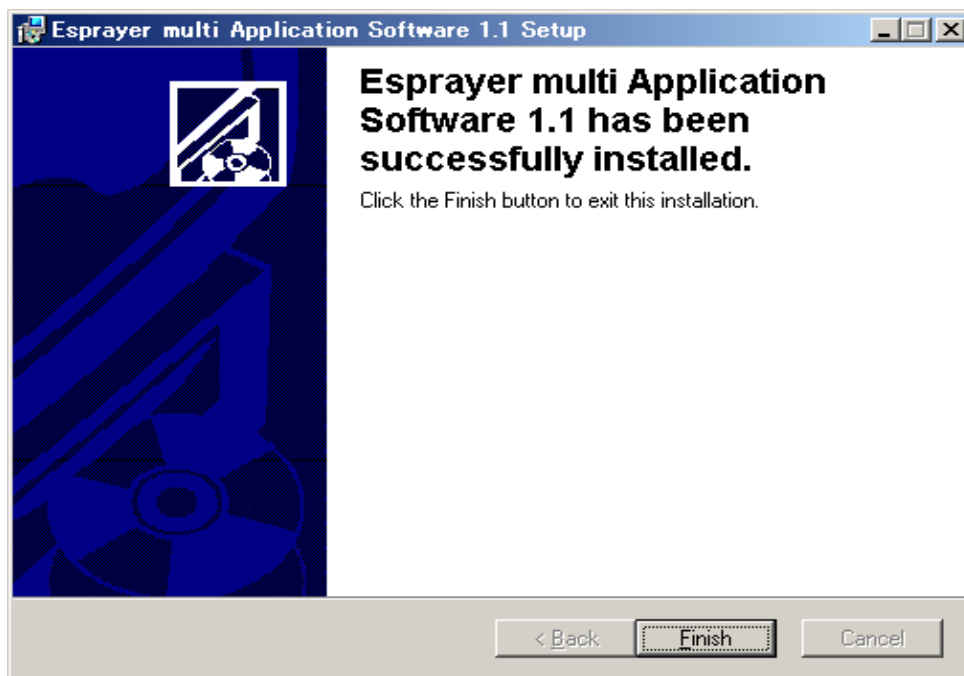 Esprayer multi Application Software 1.1 Setup
Esprayer multi Application
Software 1.1 has been
successfully installed.
Click the Finish button to exit this installation.
< Back
Finish
Cancel